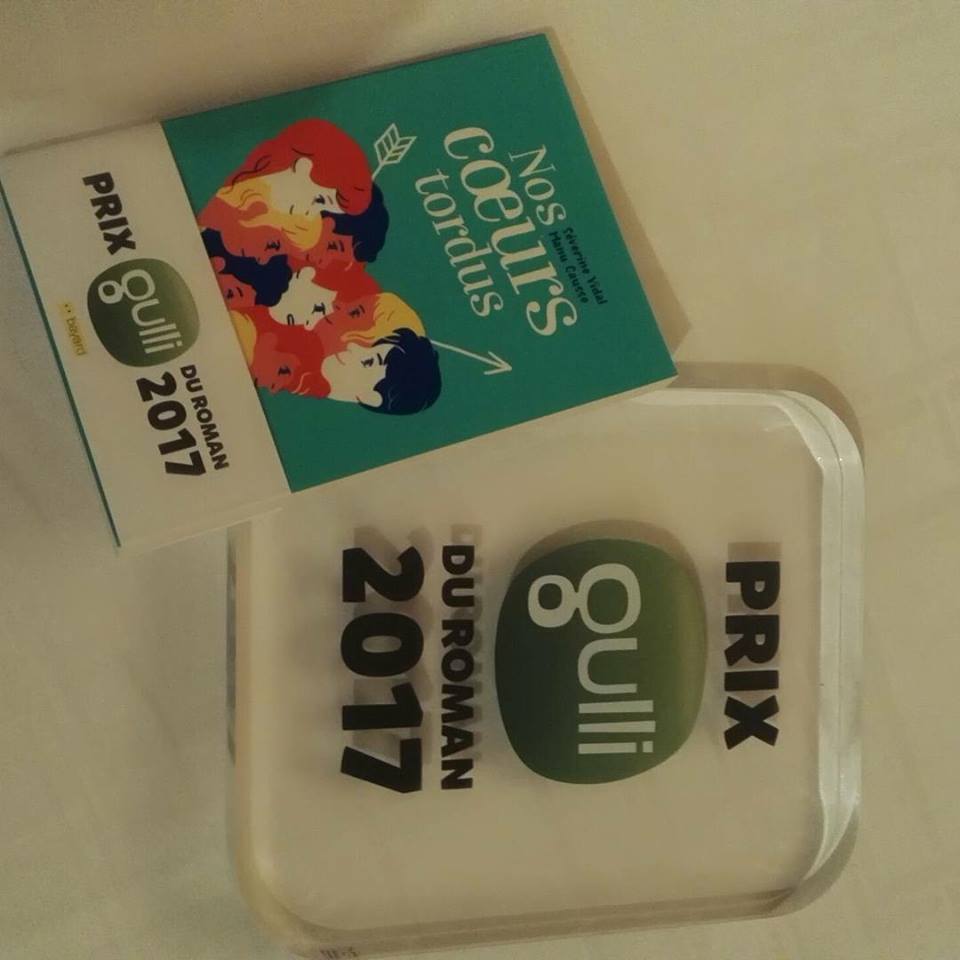 Séverine Vidal
Manu Causse
Nos
cœurs
tordus
PRIX
gulli
DU ROMAN
2017
bayard
PRIX
gulli
DU ROMAN
2017